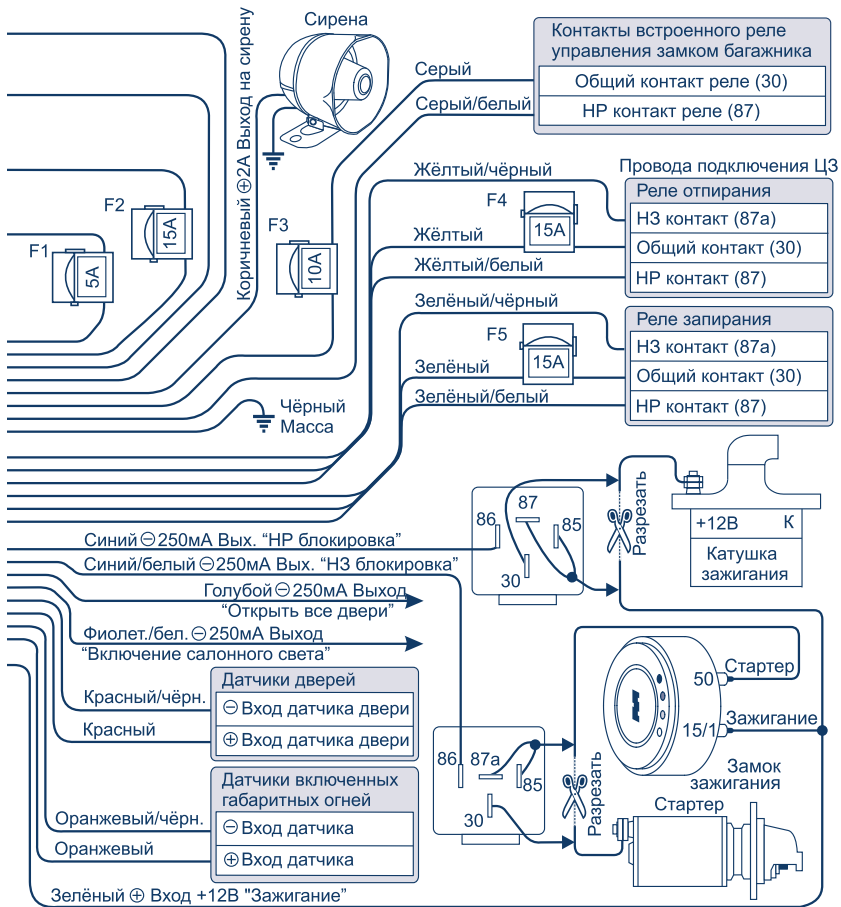 Сирена
Коричневый ⊕2А Выход на сирену
Контакты встроенного реле
управления замком багажника
Общий контакт реле (30)
НР контакт реле (87)
Серый
Серый/белый
Провода подключения ЦЗ
Жёлтый/чёрный
F4
15А
Жёлтый
Жёлтый/белый
Реле отпирания
НЗ контакт (87а)
Общий контакт (30)
НР контакт (87)
F1
5А
F2
15А
F3
10А
Зелёный/чёрный
F5
15А
Зелёный
Зелёный/белый
Реле запирания
НЗ контакт (87а)
Общий контакт (30)
НР контакт (87)
Чёрный
Масса
86
87
85
30
Разрезать
+12В
К
Катушка
зажигания
Синий ⊖ 250мА Вых. “НР блокировка”
Синий/белый ⊖250мА Вых. “НЗ блокировка”
Голубой ⊖ 250мА Выход
“Открыть все двери”
Фиолет./бел. ⊖ 250мА Выход
“Включение салонного света”
Датчики дверей
Красный/чёрн.
⊖ Вход датчика двери
Красный
⊕ Вход датчика двери
Датчики включенных
габаритных огней
Оранжевый/чёрн.
⊖ Вход датчика
Оранжевый
⊕ Вход датчика
86
87а
85
30
Разрезать
50
Стартер
15/1
Зажигание
Замок
зажигания
Стартер
Зелёный ⊕ Вход +12В "Зажигание”